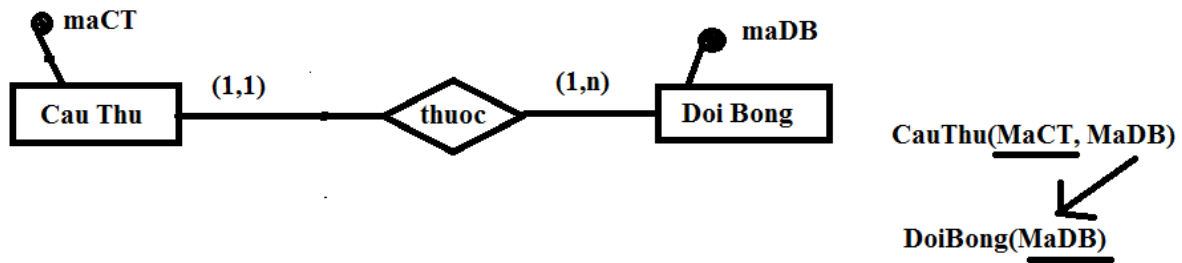 maCT
maDB
(1,1)
(1,n)
Cau Thu
thuoc
Doi Bong
CauThu(MaCT, MaDB)
DoiBong(MaDB)